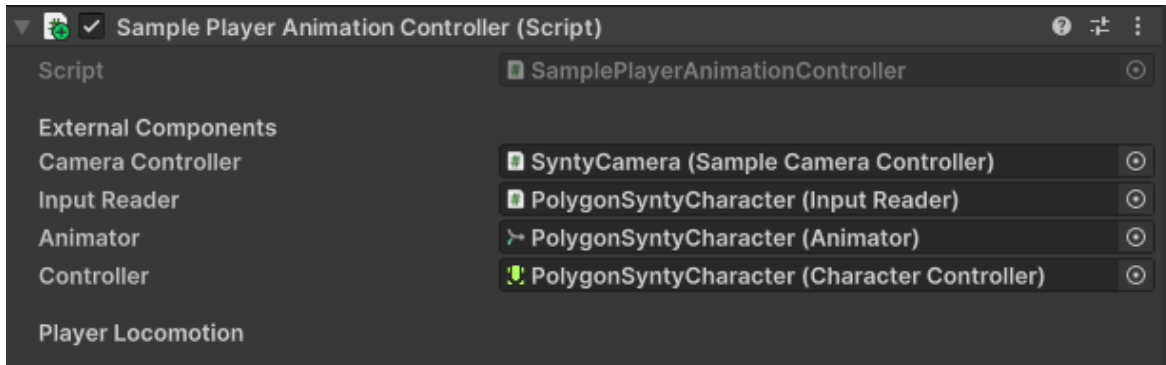 Sample Player Animation Controller (Script)
Script SamplePlayerAnimationController
External Components
Camera Controller SyntyCamera (Sample Camera Controller)
Input Reader PolygonSyntyCharacter (Input Reader)
Animator PolygonSyntyCharacter (Animator)
Controller PolygonSyntyCharacter (Character Controller)
Player Locomotion